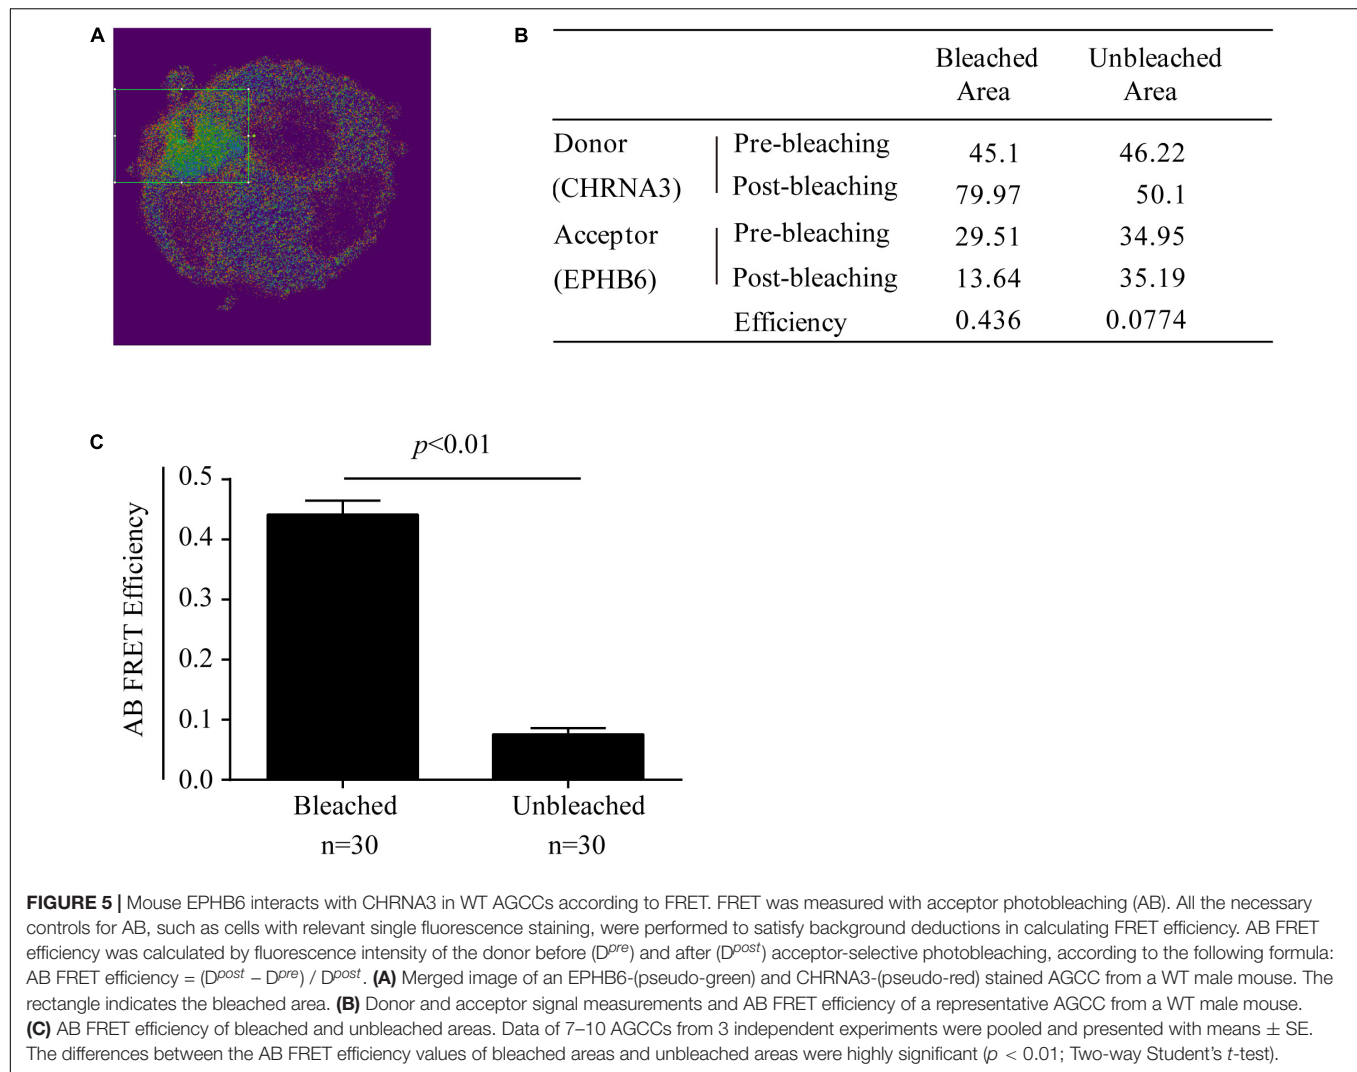 A
B
Bleached Unbleached
Area Area
Donor Pre-bleaching 45.1 46.22
(CHRNA3) Post-bleaching 79.97 50.1
Acceptor Pre-bleaching 29.51 34.95
(EPHB6) Post-bleaching 13.64 35.19
Efficiency 0.436 0.0774
C
p<0.01
AB FRET Efficiency
0.5
0.4
0.3
0.2
0.1
0.0
Bleached Unbleached
n=30 n=30
FIGURE 5 | Mouse EPHB6 interacts with CHRNA3 in WT AGCCs according to FRET. FRET was measured with acceptor photobleaching (AB). All the necessary
controls for AB, such as cells with relevant single fluorescence staining, were performed to satisfy background deductions in calculating FRET efficiency. AB FRET
efficiency was calculated by fluorescence intensity of the donor before (D^pre) and after (D^post) acceptor-selective photobleaching, according to the following formula:
AB FRET efficiency = (D^post – D^pre) / D^post. (A) Merged image of an EPHB6-(pseudo-green) and CHRNA3-(pseudo-red) stained AGCC from a WT male mouse. The
rectangle indicates the bleached area. (B) Donor and acceptor signal measurements and AB FRET efficiency of a representative AGCC from a WT male mouse.
(C) AB FRET efficiency of bleached and unbleached areas. Data of 7–10 AGCCs from 3 independent experiments were pooled and presented with means ± SE.
The differences between the AB FRET efficiency values of bleached areas and unbleached areas were highly significant (p < 0.01; Two-way Student's t-test).